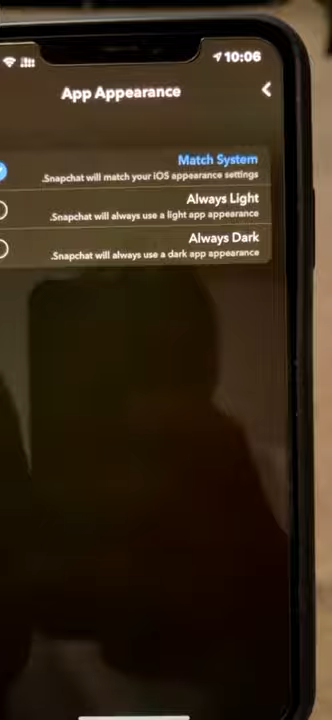 10:06
App Appearance
Match System
.Snapchat will match your iOS appearance settings
Always Light
.Snapchat will always use a light app appearance
Always Dark
.Snapchat will always use a dark app appearance